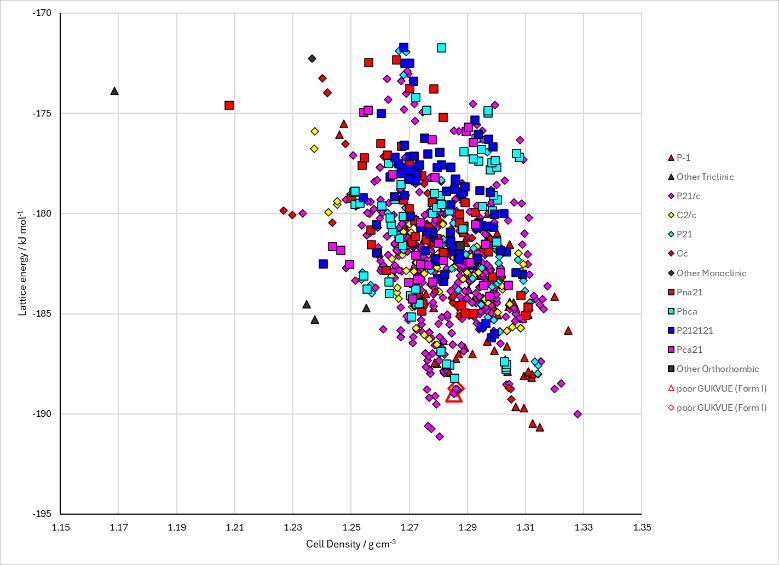 -170
-175
-180
-185
-190
-195
Lattice energy / kJ mol⁻¹
1.15 1.17 1.19 1.21 1.23 1.25 1.27 1.29 1.31 1.33 1.35
Cell Density / g cm⁻³
P-1
Other Triclinic
P21/c
C2/c
P21
Cc
Other Monoclinic
Pna21
Pbca
P212121
Pca21
Other Orthorhombic
poor GUKVUE (Form I)
poor GUKVUE (Form I)